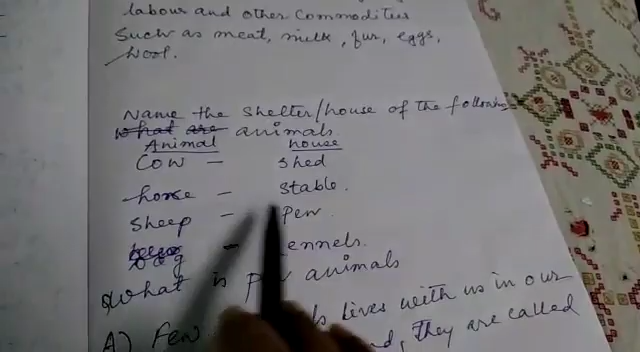 labour and other commodities
Such as meat, milk, fur, eggs,
wool.
Name the shelter/house of the following
what are animals.
Animal House
Cow - Shed
horse - Stable.
Sheep - Pen.
Dog - kennels.
What is pet animals
A) Few lives with us in our
they are called